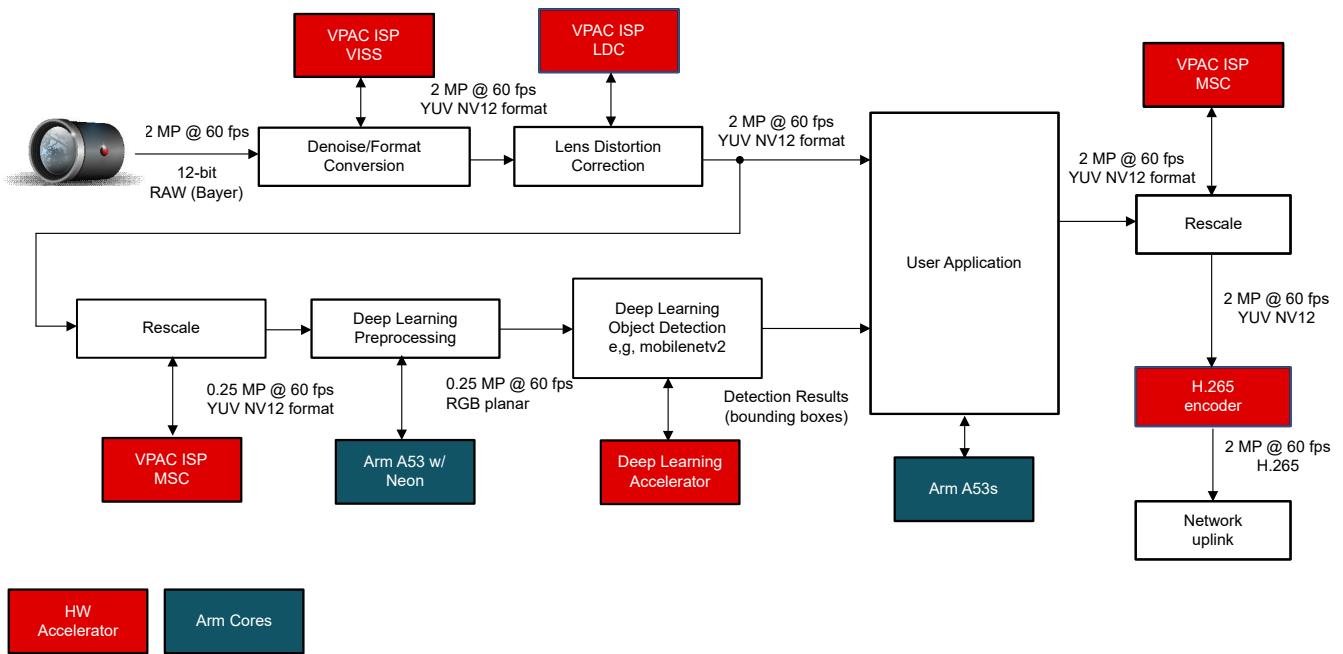 VPAC ISP
VISS
VPAC ISP
LDC
VPAC ISP
MSC
2 MP @ 60 fps
YUV NV12 format
2 MP @ 60 fps
12-bit
RAW (Bayer)
Denoise/Format
Conversion
Lens Distortion
Correction
2 MP @ 60 fps
YUV NV12 format
2 MP @ 60 fps
YUV NV12 format
Rescale
User Application
Rescale
Deep Learning
Preprocessing
Deep Learning
Object Detection
e,g, mobilenetv2
2 MP @ 60 fps
YUV NV12
0.25 MP @ 60 fps
YUV NV12 format
0.25 MP @ 60 fps
RGB planar
Detection Results
(bounding boxes)
H.265
encoder
VPAC ISP
MSC
Arm A53 w/
Neon
Deep Learning
Accelerator
Arm A53s
2 MP @ 60 fps
H.265
Network
uplink
HW
Accelerator
Arm Cores